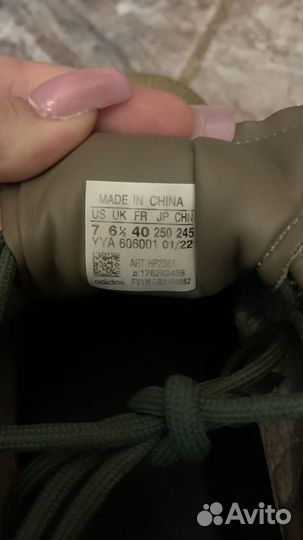 MADE IN CHINA
US UK FR JP CHN
7 6½ 40 250 245
YYA 606001 01/22
ART HP2361
adidas
Avito